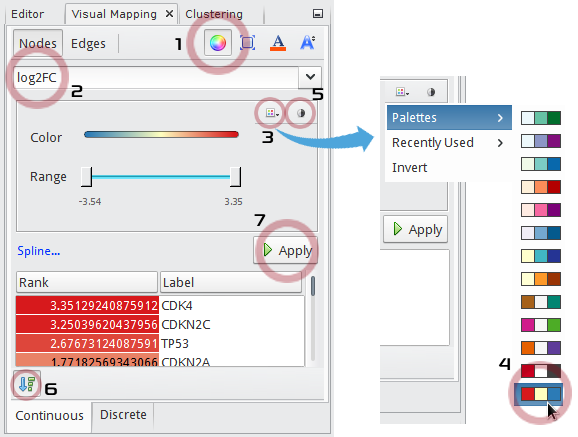 Editor Visual Mapping Clustering
Nodes Edges 1 A A
log2FC
2
5
Color
3
Range
-3.54 3.35
7
Spline... Apply
Rank Label
3.35129240875912 CDK4
3.25039620437956 CDKN2C
2.67673124087591 TP53
1.77182569343066 CDKN2A
6
Continuous Discrete
Palettes
Recently Used
Invert
Apply
4